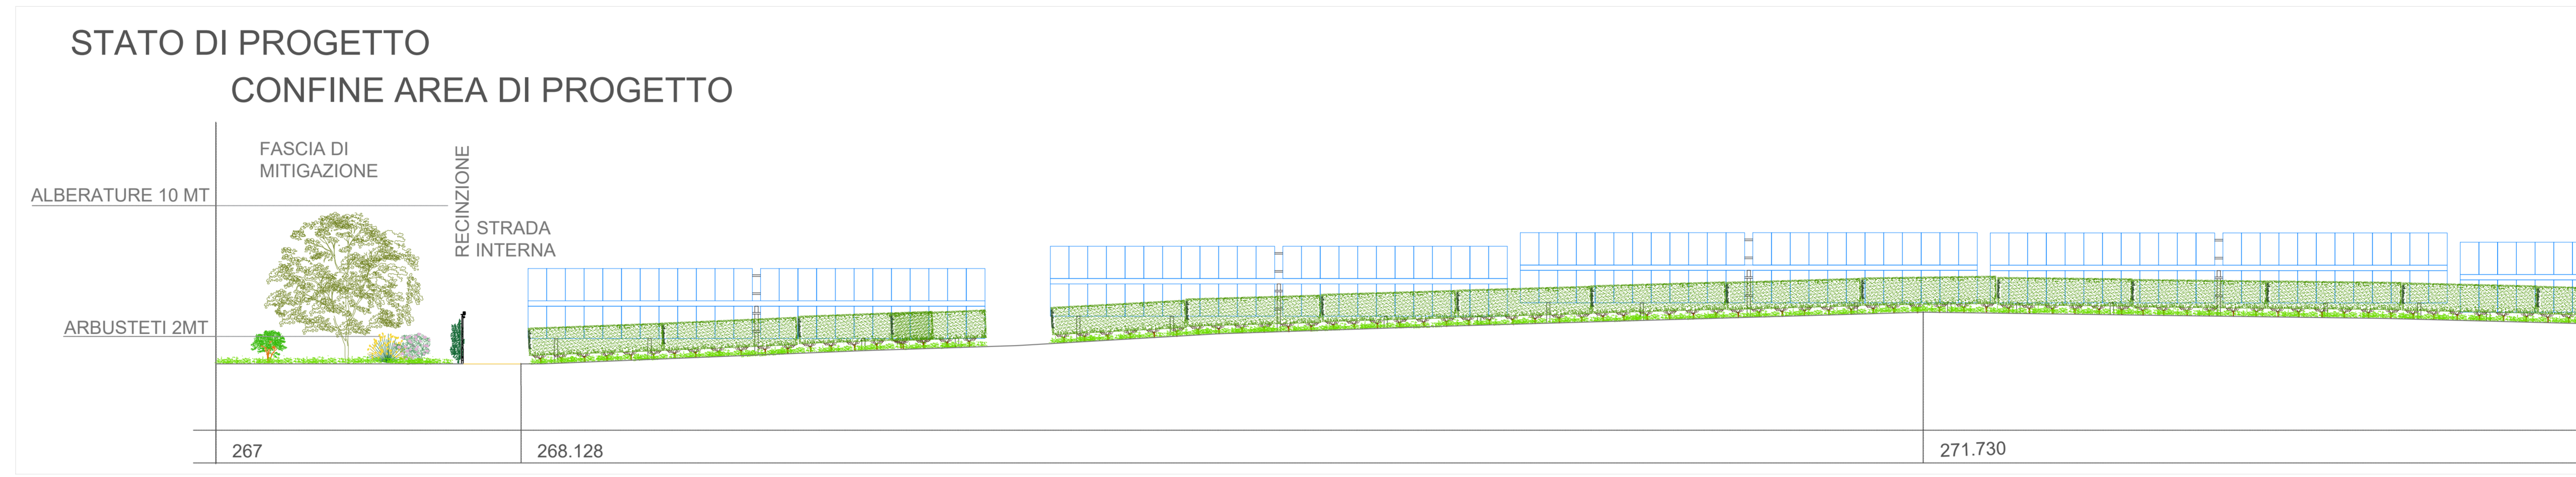 STATO DI PROGETTO
CONFINE AREA DI PROGETTO
FASCIA DI
MITIGAZIONE
RECINZIONE
ALBERATURE 10 MT
STRADA
INTERNA
ARBUSTETI 2MT
267
268.128
271.730